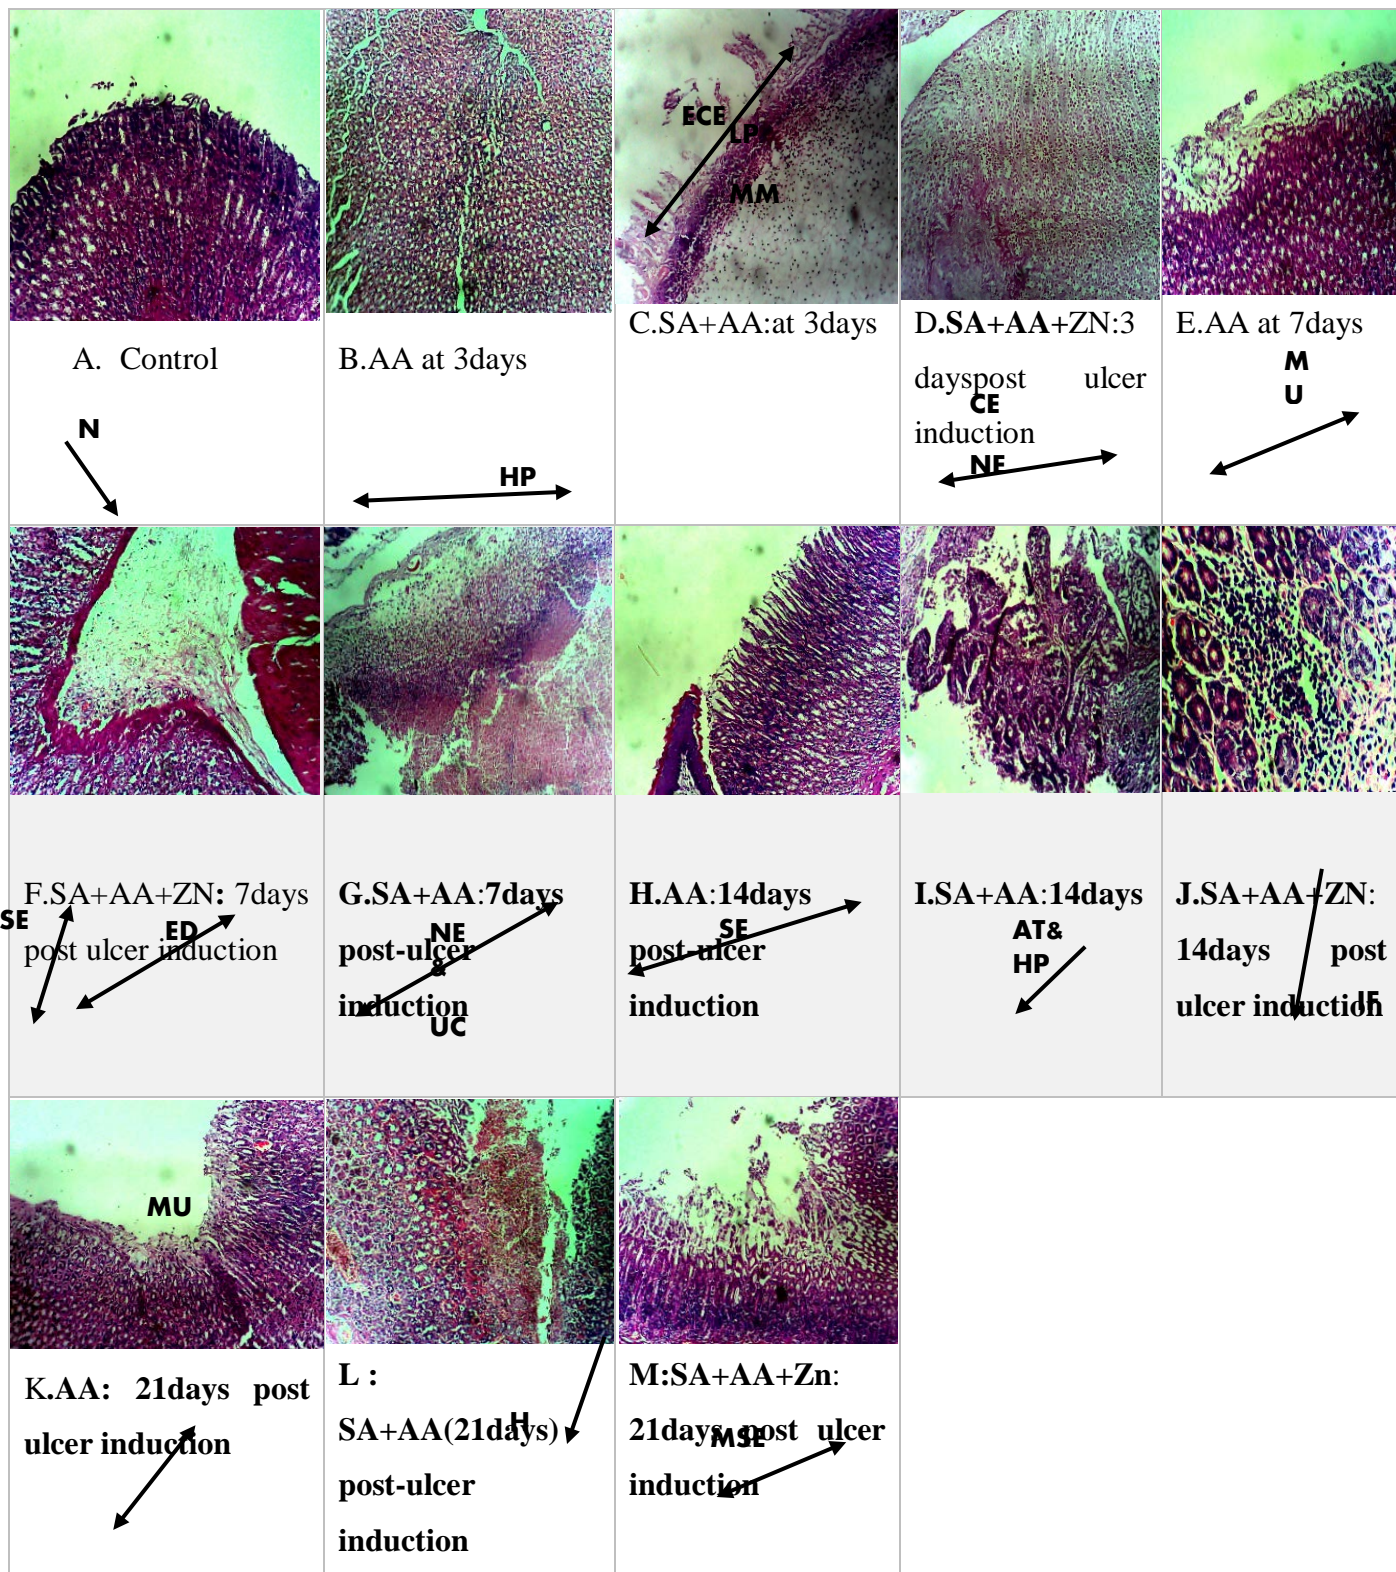 ECE
LP
MM
A. Control
N
B.AA at 3days
HP
C.SA+AA:at 3days
D.SA+AA+ZN:3
dayspost ulcer
CE
induction
NE
E.AA at 7days
M
U
F.SA+AA+ZN: 7days
SE
ED
post ulcer induction
G.SA+AA:7days
NE
post-ulcer
&
induction
UC
H.AA:14days
SE
post-ulcer
induction
I.SA+AA:14days
AT&
HP
J.SA+AA+ZN:
14days post
ulcer induction
IF
MU
K.AA: 21days post
ulcer induction
L :
H
SA+AA(21days)
post-ulcer
induction
M:SA+AA+Zn:
21days post ulcer
MSE
induction